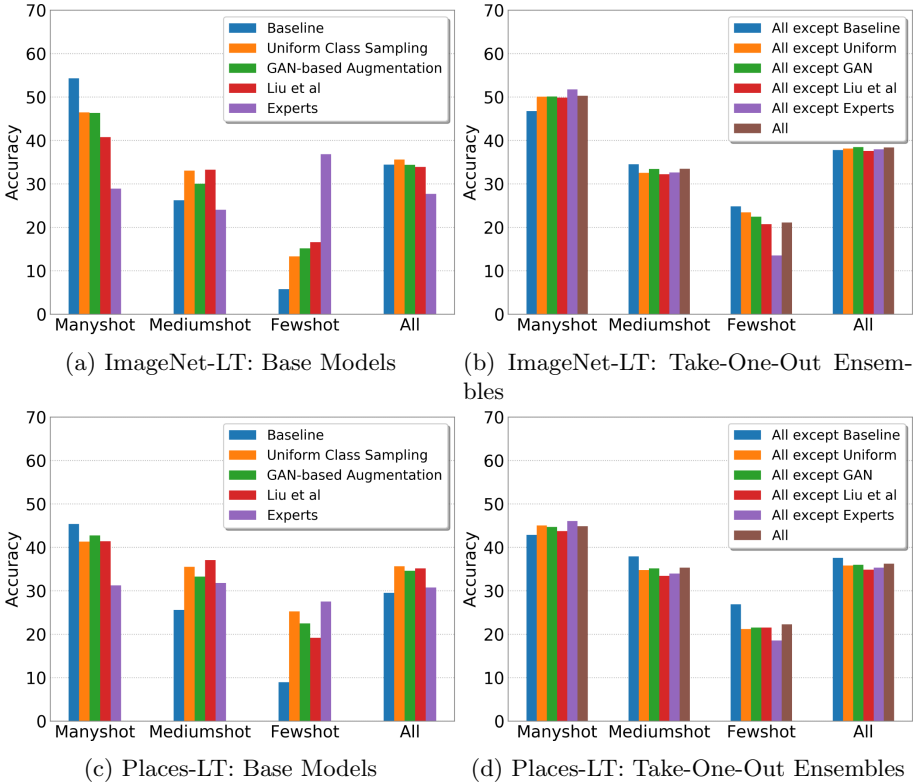 70
60
50
40
30
20
10
0
Accuracy
Baseline
Uniform Class Sampling
GAN-based Augmentation
Liu et al
Experts
Manyshot Mediumshot Fewshot All
(a) ImageNet-LT: Base Models
70
60
50
40
30
20
10
0
Accuracy
All except Baseline
All except Uniform
All except GAN
All except Liu et al
All except Experts
All
Manyshot Mediumshot Fewshot All
(b) ImageNet-LT: Take-One-Out Ensem-
bles
70
60
50
40
30
20
10
0
Accuracy
Baseline
Uniform Class Sampling
GAN-based Augmentation
Liu et al
Experts
Manyshot Mediumshot Fewshot All
(c) Places-LT: Base Models
70
60
50
40
30
20
10
0
Accuracy
All except Baseline
All except Uniform
All except GAN
All except Liu et al
All except Experts
All
Manyshot Mediumshot Fewshot All
(d) Places-LT: Take-One-Out Ensembles